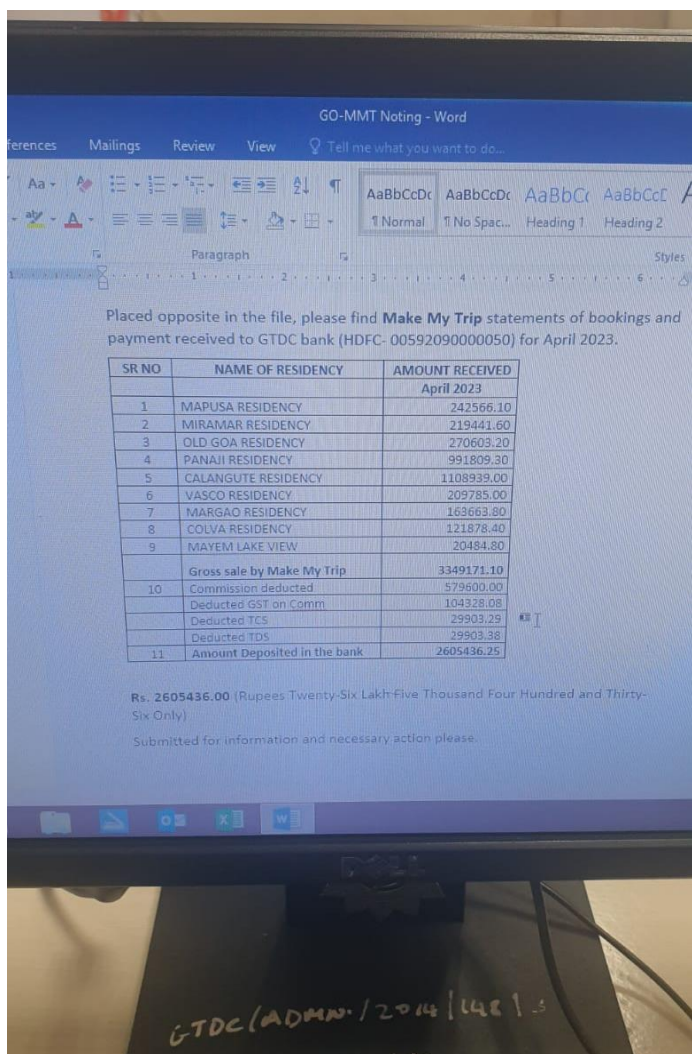 GO-MMT Noting - Word
ferences Mailings Review View Tell me what you want to do...
Aa
AaBbCcDc AaBbCcDc AaBbCc AaBbCcD
¶ Normal ¶ No Spac... Heading 1 Heading 2
Paragraph Styles
1 1 2 3 4 5 6
Placed opposite in the file, please find Make My Trip statements of bookings and
payment received to GTDC bank (HDFC- 00592090000050) for April 2023.
SR NO NAME OF RESIDENCY AMOUNT RECEIVED
April 2023
1 MAPUSA RESIDENCY 242566.10
2 MIRAMAR RESIDENCY 219441.60
3 OLD GOA RESIDENCY 270603.20
4 PANAJI RESIDENCY 991809.30
5 CALANGUTE RESIDENCY 1108939.00
6 VASCO RESIDENCY 209785.00
7 MARGAO RESIDENCY 163663.80
8 COLVA RESIDENCY 121878.40
9 MAYEM LAKE VIEW 20484.80
Gross sale by Make My Trip 3349171.10
10 Commission deducted 579600.00
Deducted GST on Comm 104328.08
Deducted TCS 29903.29
Deducted TDS 29903.38
11 Amount Deposited in the bank 2605436.25
Rs. 2605436.00 (Rupees Twenty-Six Lakh Five Thousand Four Hundred and Thirty-
Six Only)
Submitted for information and necessary action please.
DELL
GTDC/ADMN./2014/148